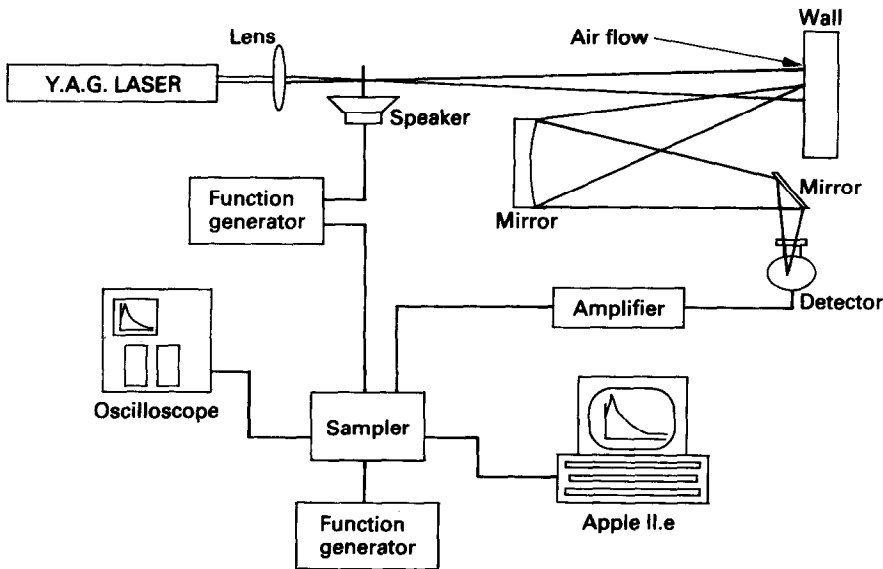 Wall
Lens
Air flow
Y.A.G. LASER
Speaker
Function
generator
Mirror
Mirror
Detector
Amplifier
Oscilloscope
Sampler
Apple II.e
Function
generator